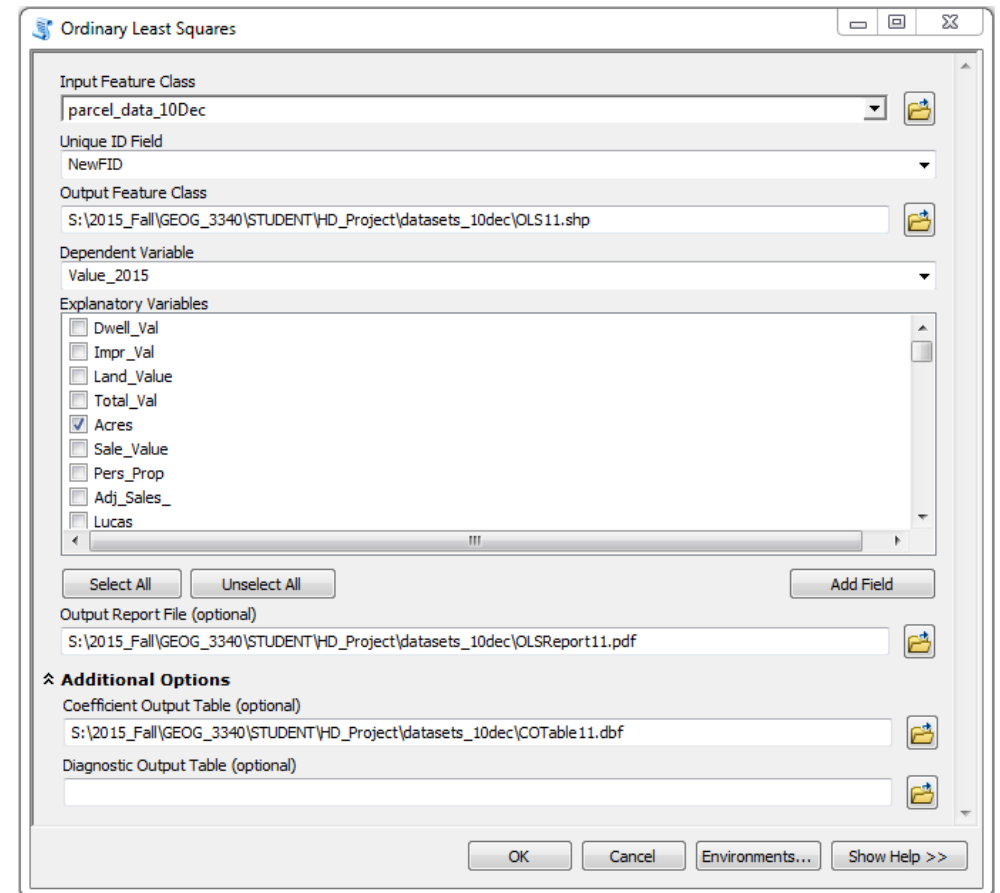 Ordinary Least Squares
Input Feature Class
parcel_data_10Dec
Unique ID Field
NewFID
Output Feature Class
S:\2015_Fall\GEOG_3340\STUDENT\HD_Project\datasets_10dec\OLS11.shp
Dependent Variable
Value_2015
Explanatory Variables
Dwell_Val
Impr_Val
Land_Value
Total_Val
Acres
Sale_Value
Pers_Prop
Adj_Sales_
Lucas
Select All Unselect All Add Field
Output Report File (optional)
S:\2015_Fall\GEOG_3340\STUDENT\HD_Project\datasets_10dec\OLSReport11.pdf
Additional Options
Coefficient Output Table (optional)
S:\2015_Fall\GEOG_3340\STUDENT\HD_Project\datasets_10dec\COTable11.dbf
Diagnostic Output Table (optional)
OK Cancel Environments... Show Help >>